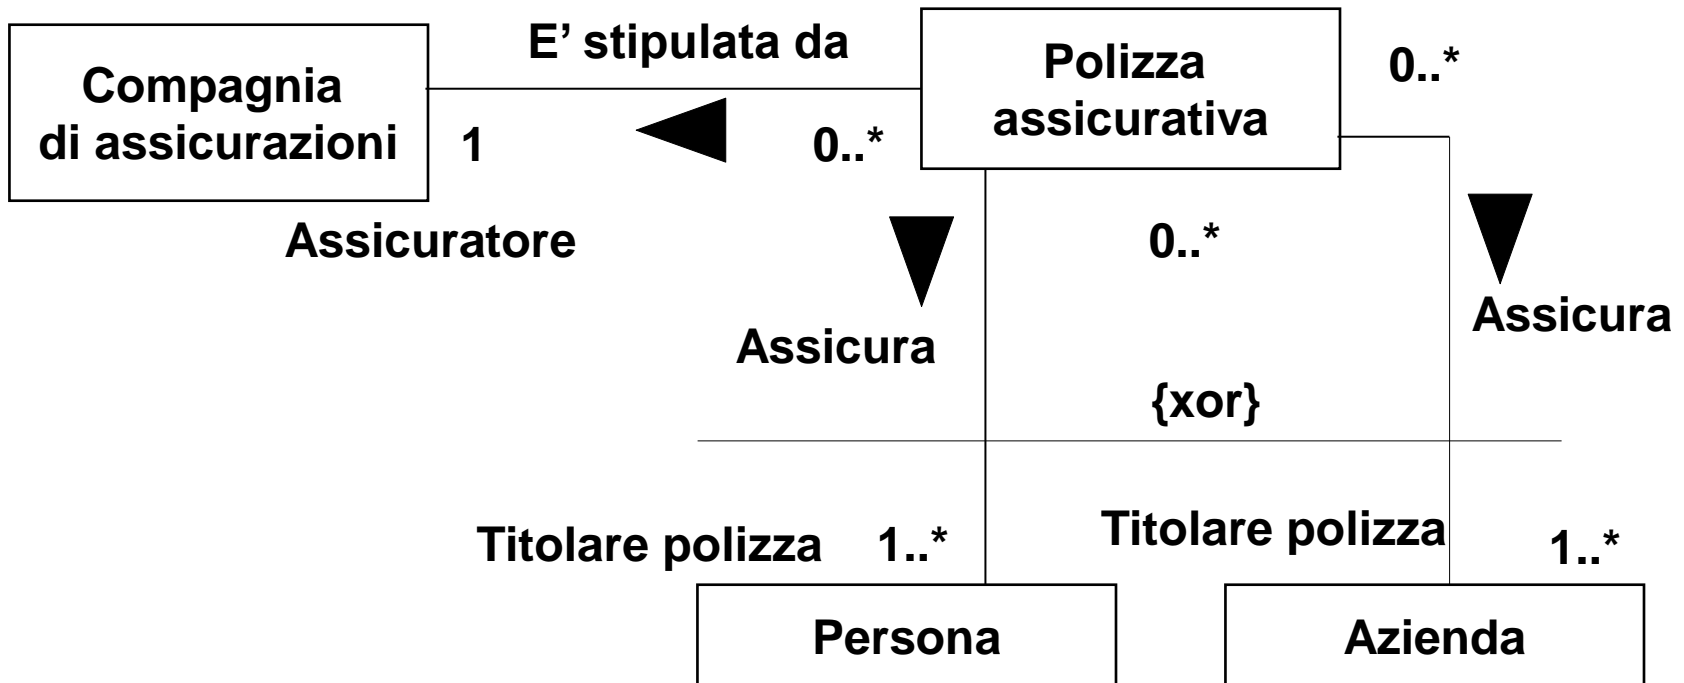 E’ stipulata da
Compagnia
di assicurazioni
1
0..*
Assicuratore
Polizza
assicurativa
0..*
0..*
Assicura
Assicura
{xor}
Titolare polizza
1..*
Titolare polizza
1..*
Persona
Azienda